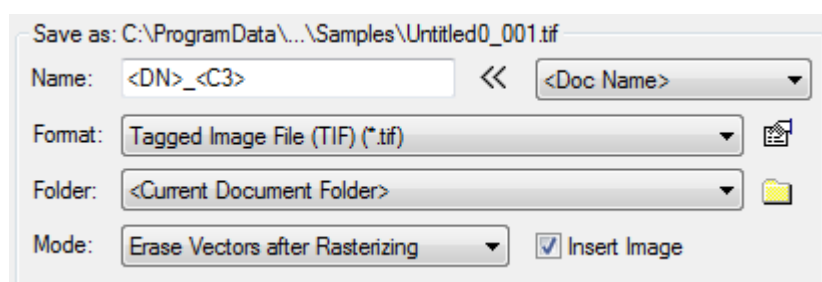 Save as: C:\ProgramData\...\Samples\Untitled0_001.tif
Name: <DN>_<C3> << <Doc Name>
Format: Tagged Image File (TIF) (*.tif)
Folder: <Current Document Folder>
Mode: Erase Vectors after Rasterizing Insert Image